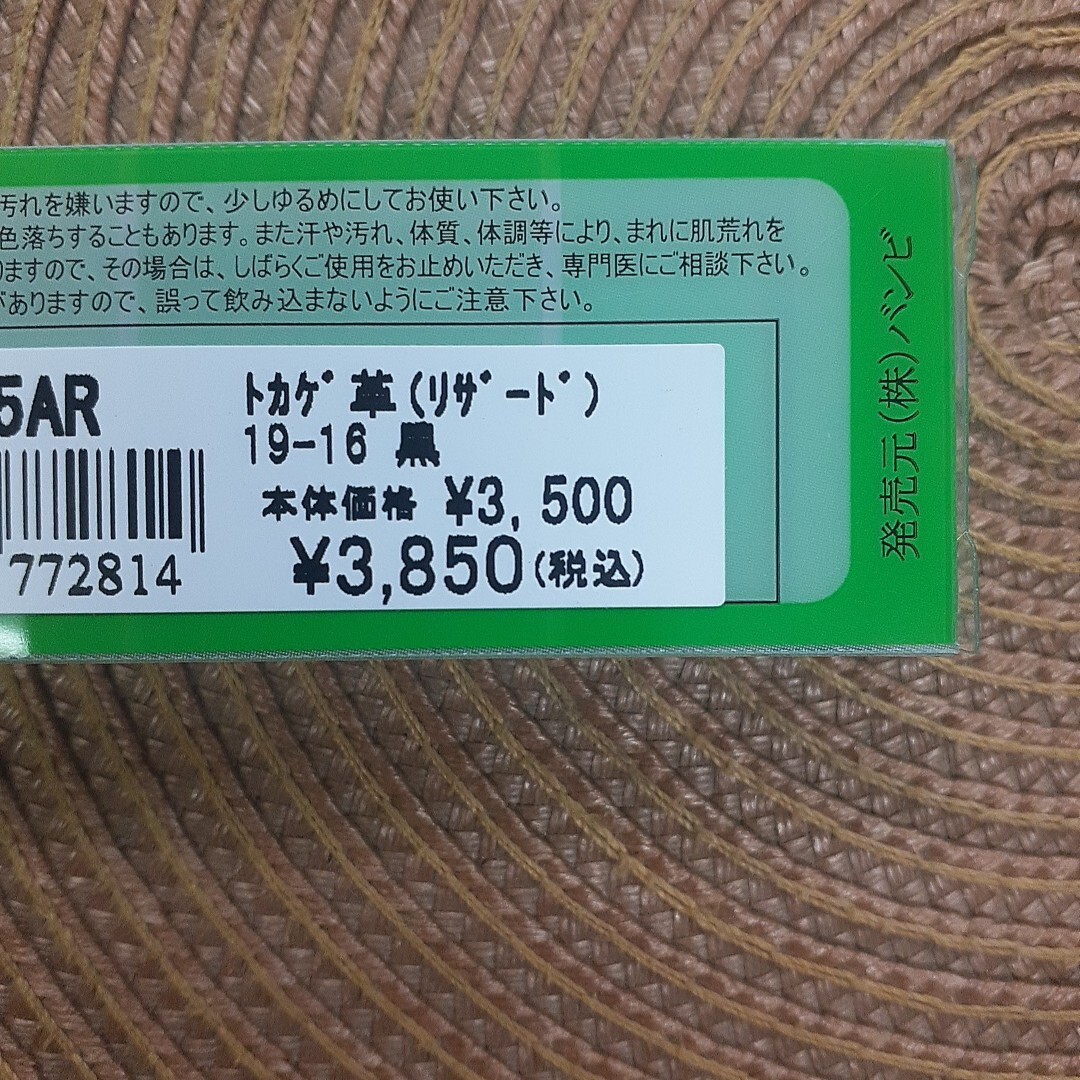 汚れを嫌いますので、少しゆるめにしてお使い下さい。
色落ちすることもあります。また汗や汚れ、体質、体調等により、まれに肌荒れを
りますので、その場合は、しばらくご使用をお止めいただき、専門医にご相談下さい。
がありますので、誤って飲み込まないようにご注意下さい。
5AR
トカゲ革(リザード)
19-16 黒
本体価格 ¥3,500
¥3,850(税込)
772814
発売元(株)バンビ